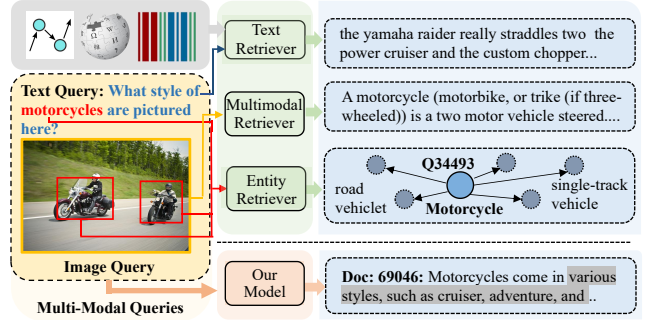 Text Query: What style of
motorcycles are pictured
here?
Image Query
Multi-Modal Queries
Text
Retriever
Multimodal
Retriever
Entity
Retriever
Our
Model
the yamaha raider really straddles two the
power cruiser and the custom chopper...
A motorcycle (motorbike, or trike (if three-
wheeled)) is a two motor vehicle steered....
Q34493
road
vehiclet
single-track
vehicle
Motorcycle
Doc: 69046: Motorcycles come in various
styles, such as cruiser, adventure, and ..